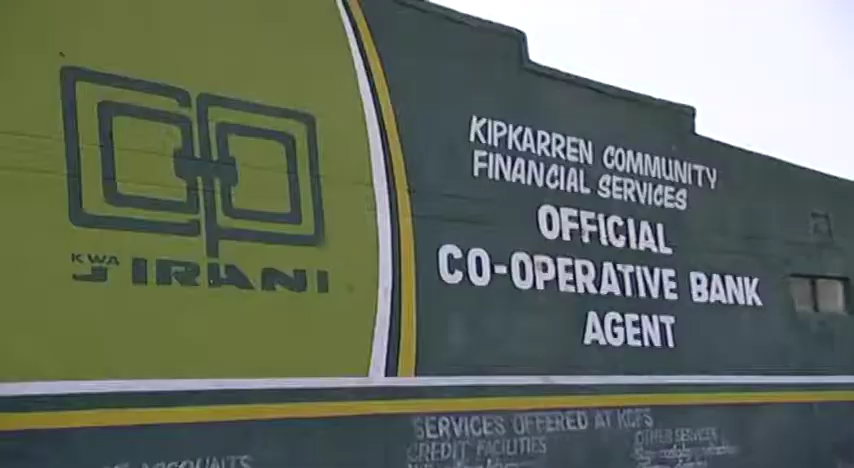 KWA
JIRANI
KIPKARREN COMMUNITY
FINANCIAL SERVICES
OFFICIAL
CO-OPERATIVE BANK
AGENT
SERVICES OFFERED AT KCFS
CREDIT FACILITIES
OTHER SERVICES
ACCOUNTS